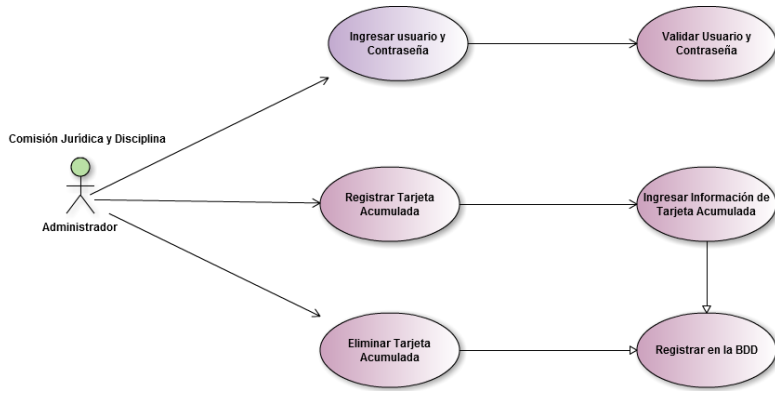 Ingresar usuario y
Contraseña
Validar Usuario y
Contraseña
Comisión Jurìdica y Disciplina
Administrador
Registrar Tarjeta
Acumulada
Ingresar Información de
Tarjeta Acumulada
Eliminar Tarjeta
Acumulada
Registrar en la BDD